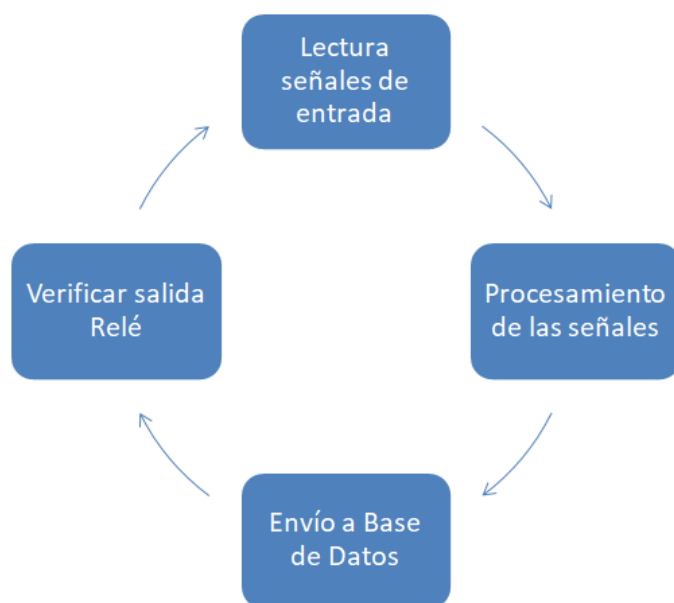 Lectura
señales de
entrada
Procesamiento
de las señales
Envío a Base
de Datos
Verificar salida
Relé